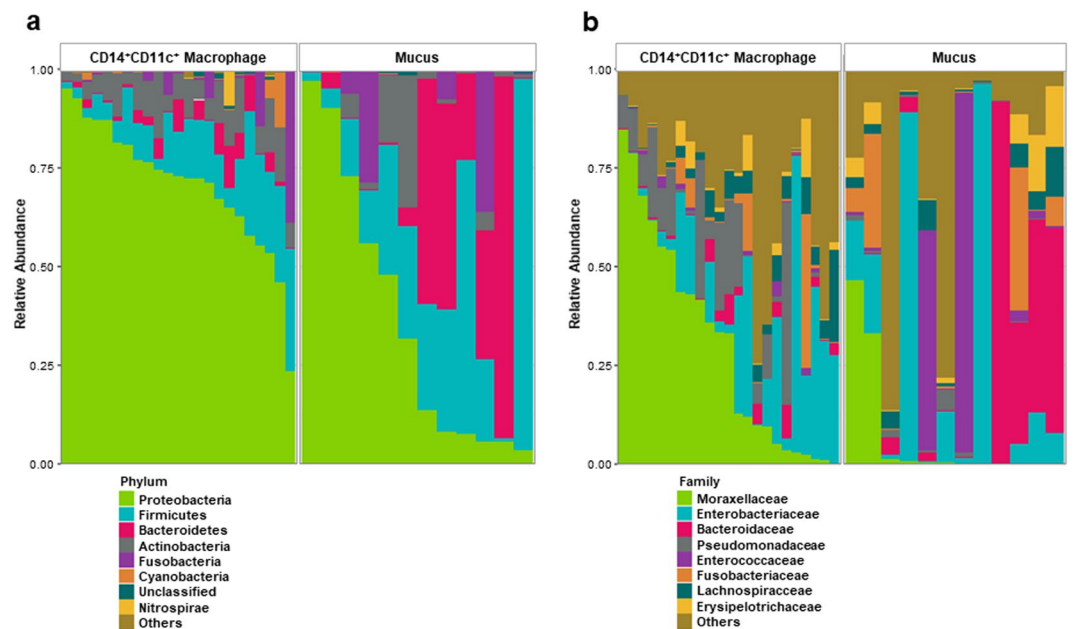 a
CD14+CD11c+ Macrophage
Mucus
Relative Abundance
1.00
0.75
0.50
0.25
0.00
Phylum
Proteobacteria
Firmicutes
Bacteroidetes
Actinobacteria
Fusobacteria
Cyanobacteria
Unclassified
Nitrospirae
Others
b
CD14+CD11c+ Macrophage
Mucus
Relative Abundance
1.00
0.75
0.50
0.25
0.00
Family
Moraxellaceae
Enterobacteriaceae
Bacteroidaceae
Pseudomonadaceae
Enterococcaceae
Fusobacteriaceae
Lachnospiracceae
Erysipelotrichaceae
Others